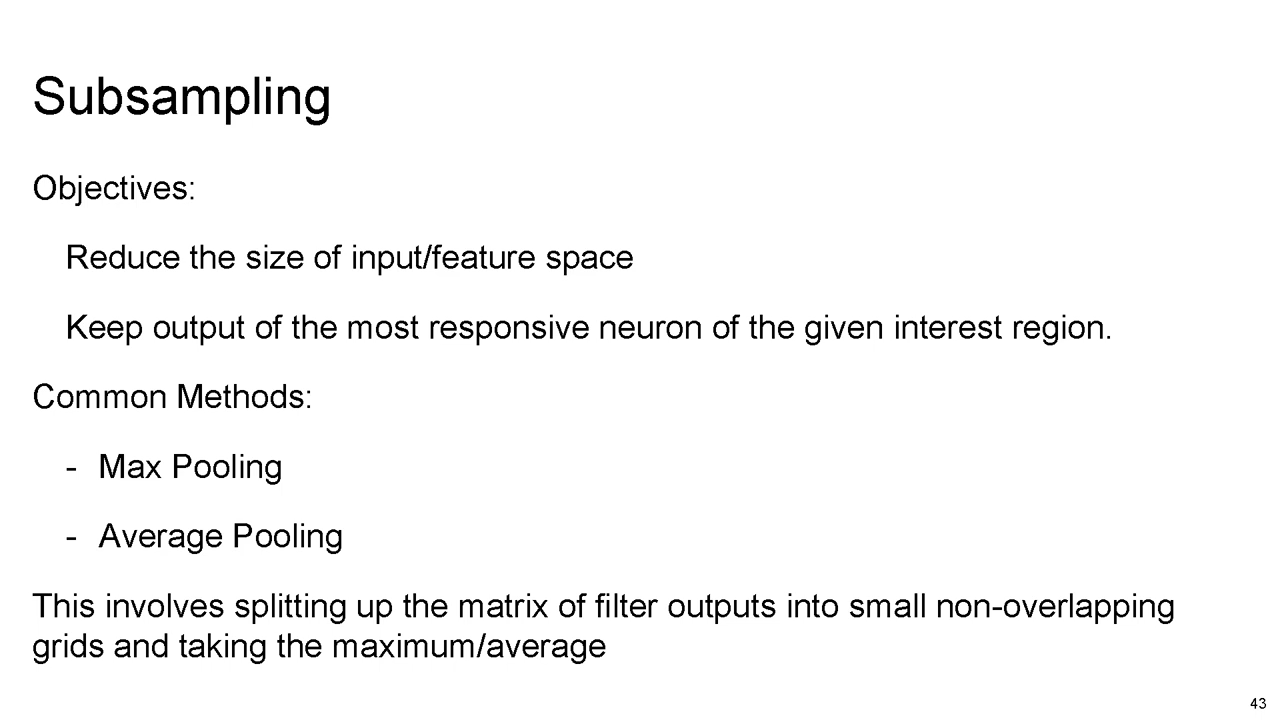 Subsampling
Objectives:
Reduce the size of input/feature space
Keep output of the most responsive neuron of the given interest region.
Common Methods:
- Max Pooling
- Average Pooling
This involves splitting up the matrix of filter outputs into small non-overlapping
grids and taking the maximum/average
43